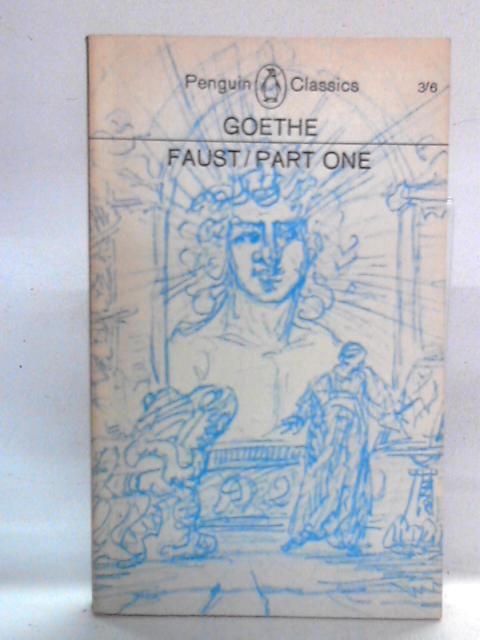 Penguin Classics 3/6
GOETHE
FAUST/PART ONE